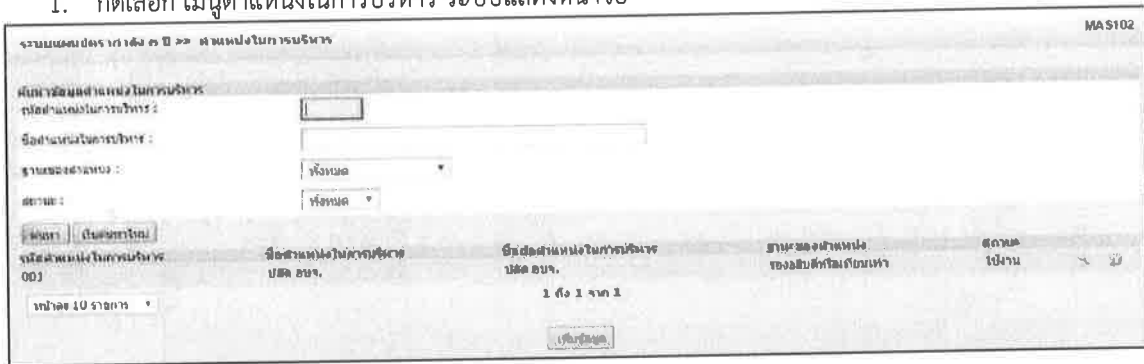 1. กดเลือก เมนูตำแหน่งในการบริหาร ระบบแสดงหน้าจอ
MAS102
ระบบแผนอัตรากำลัง ๓ ปี >> ตำแหน่งในการบริหาร
ค้นหาข้อมูลตำแหน่งในการบริหาร
รหัสตำแหน่งในการบริหาร :
ชื่อตำแหน่งในการบริหาร :
ฐานะของตำแหน่ง : ทั้งหมด
สถานะ : ทั้งหมด
ค้นหา เริ่มค้นหาใหม่
รหัสตำแหน่งในการบริหาร ชื่อตำแหน่งในการบริหาร ชื่อย่อตำแหน่งในการบริหาร ฐานะของตำแหน่ง สถานะ
001 ปลัด อบจ. ปลัด อบจ. รองอธิบดีหรือเทียบเท่า ใช้งาน
หน้าละ 10 รายการ 1 ถึง 1 จาก 1
เพิ่มข้อมูล